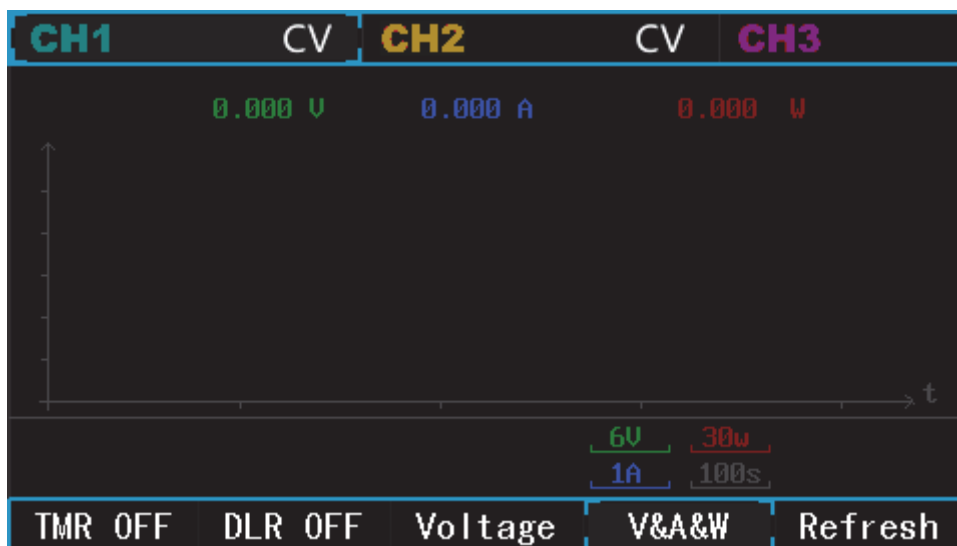 CH1 CV CH2 CV CH3
0.000 V 0.000 A 0.000 W
t
6V 30w
1A 100s
TMR OFF DLR OFF Voltage V&A&W Refresh